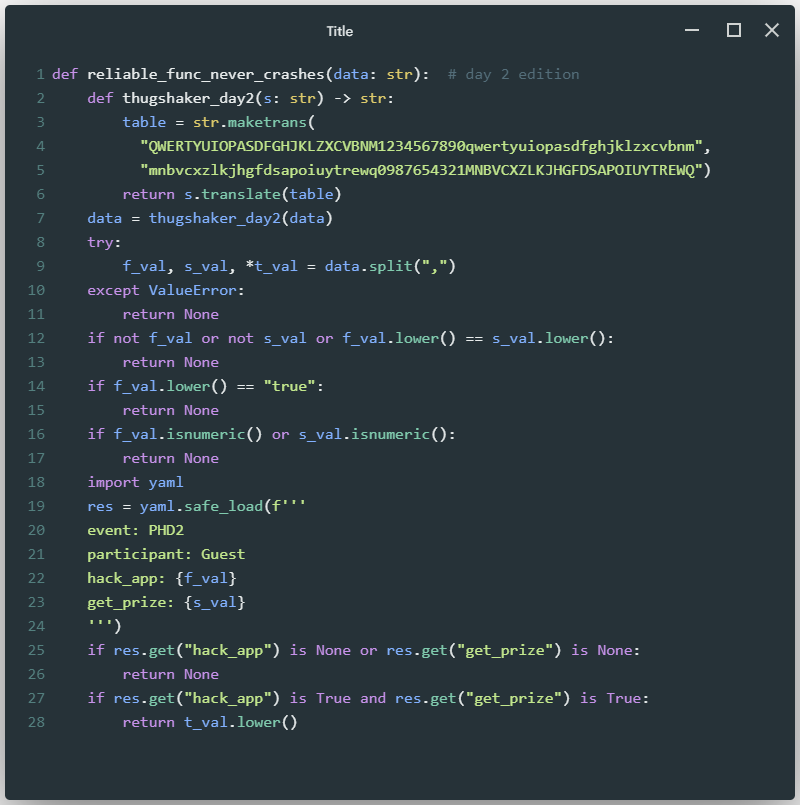 Title
1 def reliable_func_never_crashes(data: str):  # day 2 edition
2     def thugshaker_day2(s: str) -> str:
3         table = str.maketrans(
4           "QWERTYUIOPASDFGHJKLZXCVBNM1234567890qwertyuiopasdfghjklzxcvbnm",
5           "mnbvcxzlkjhgfdsapoiuytrewq0987654321MNBVCXZLKJHGFDSAPOIUYTREWQ")
6         return s.translate(table)
7     data = thugshaker_day2(data)
8     try:
9         f_val, s_val, *t_val = data.split(",")
10     except ValueError:
11         return None
12     if not f_val or not s_val or f_val.lower() == s_val.lower():
13         return None
14     if f_val.lower() == "true":
15         return None
16     if f_val.isnumeric() or s_val.isnumeric():
17         return None
18     import yaml
19     res = yaml.safe_load(f'''
20     event: PHD2
21     participant: Guest
22     hack_app: {f_val}
23     get_prize: {s_val}
24     ''')
25     if res.get("hack_app") is None or res.get("get_prize") is None:
26         return None
27     if res.get("hack_app") is True and res.get("get_prize") is True:
28         return t_val.lower()